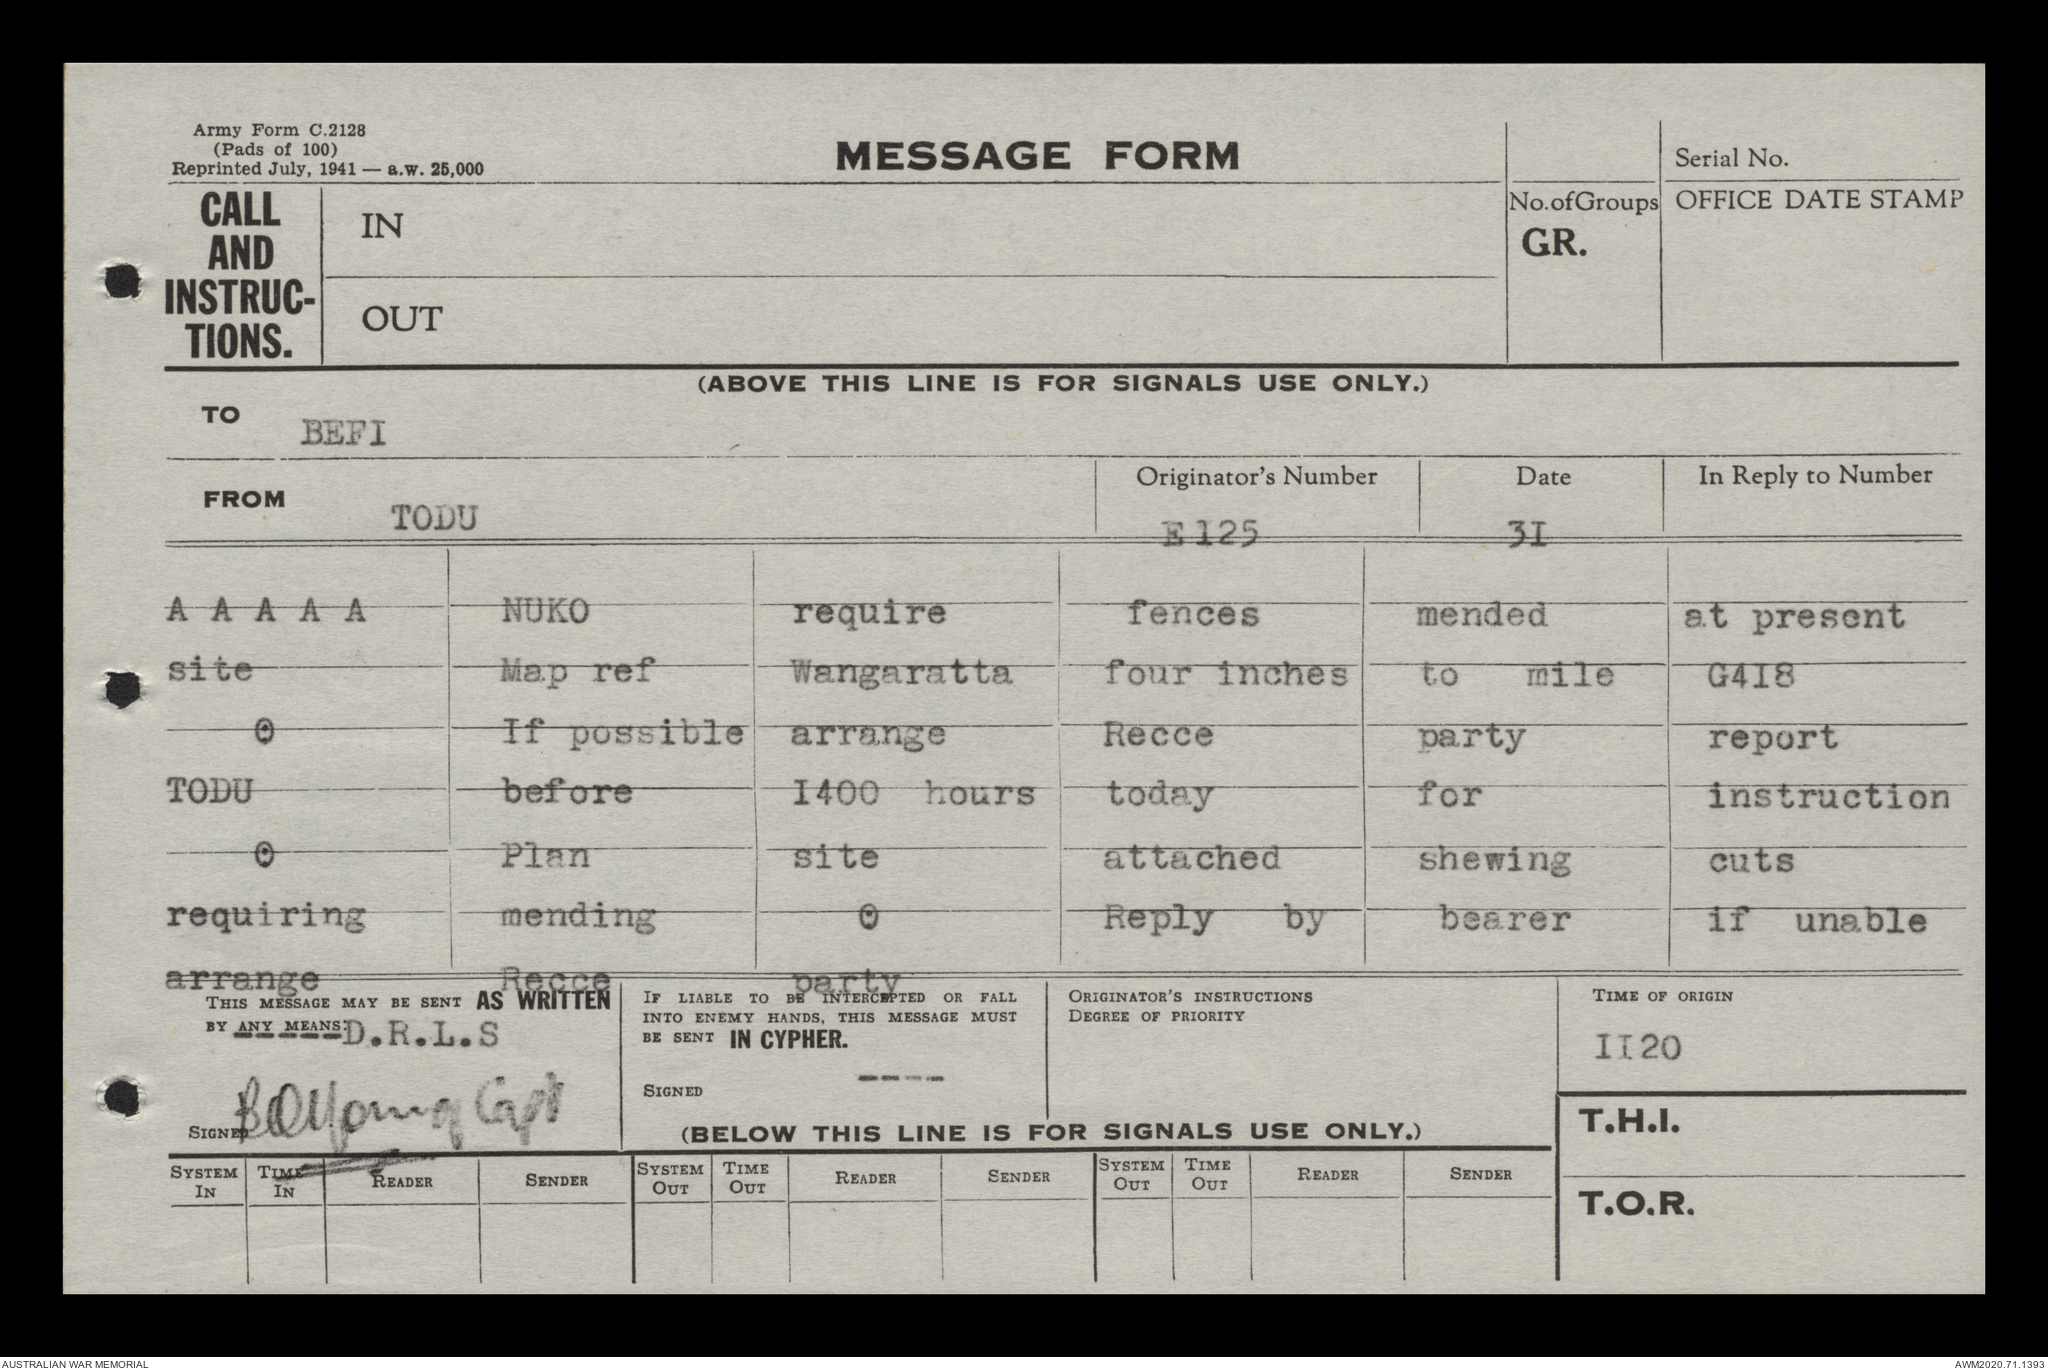 Army Form C.2128
(Pads of 100)
Reprinted July, 1941 — a.w. 25,000
MESSAGE FORM
Serial No.
CALL AND INSTRUC-TIONS.
IN
OUT
No.ofGroups
GR.
OFFICE DATE STAMP
(ABOVE THIS LINE IS FOR SIGNALS USE ONLY.)
TO BEFI
FROM TODU
Originator's Number E125
Date 3I
In Reply to Number
A A A A A NUKO require fences mended at present
site Map ref Wangaratta four inches to mile G4I8
0 If possible arrange Recce party report
TODU before I400 hours today for instruction
0 Plan site attached shewing cuts
requiring mending 0 Reply by bearer if unable
arrange Recce party
THIS MESSAGE MAY BE SENT AS WRITTEN
BY ANY MEANS: D.R.L.S
SIGNED Young Capt
IF LIABLE TO BE INTERCEPTED OR FALL
INTO ENEMY HANDS, THIS MESSAGE MUST
BE SENT IN CYPHER.
----
SIGNED
ORIGINATOR'S INSTRUCTIONS
DEGREE OF PRIORITY
TIME OF ORIGIN
II20
(BELOW THIS LINE IS FOR SIGNALS USE ONLY.)
T.H.I.
T.O.R.
SYSTEM IN TIME IN READER SENDER SYSTEM OUT TIME OUT READER SENDER SYSTEM OUT TIME OUT READER SENDER
AUSTRALIAN WAR MEMORIAL
AWM2020.71.1393